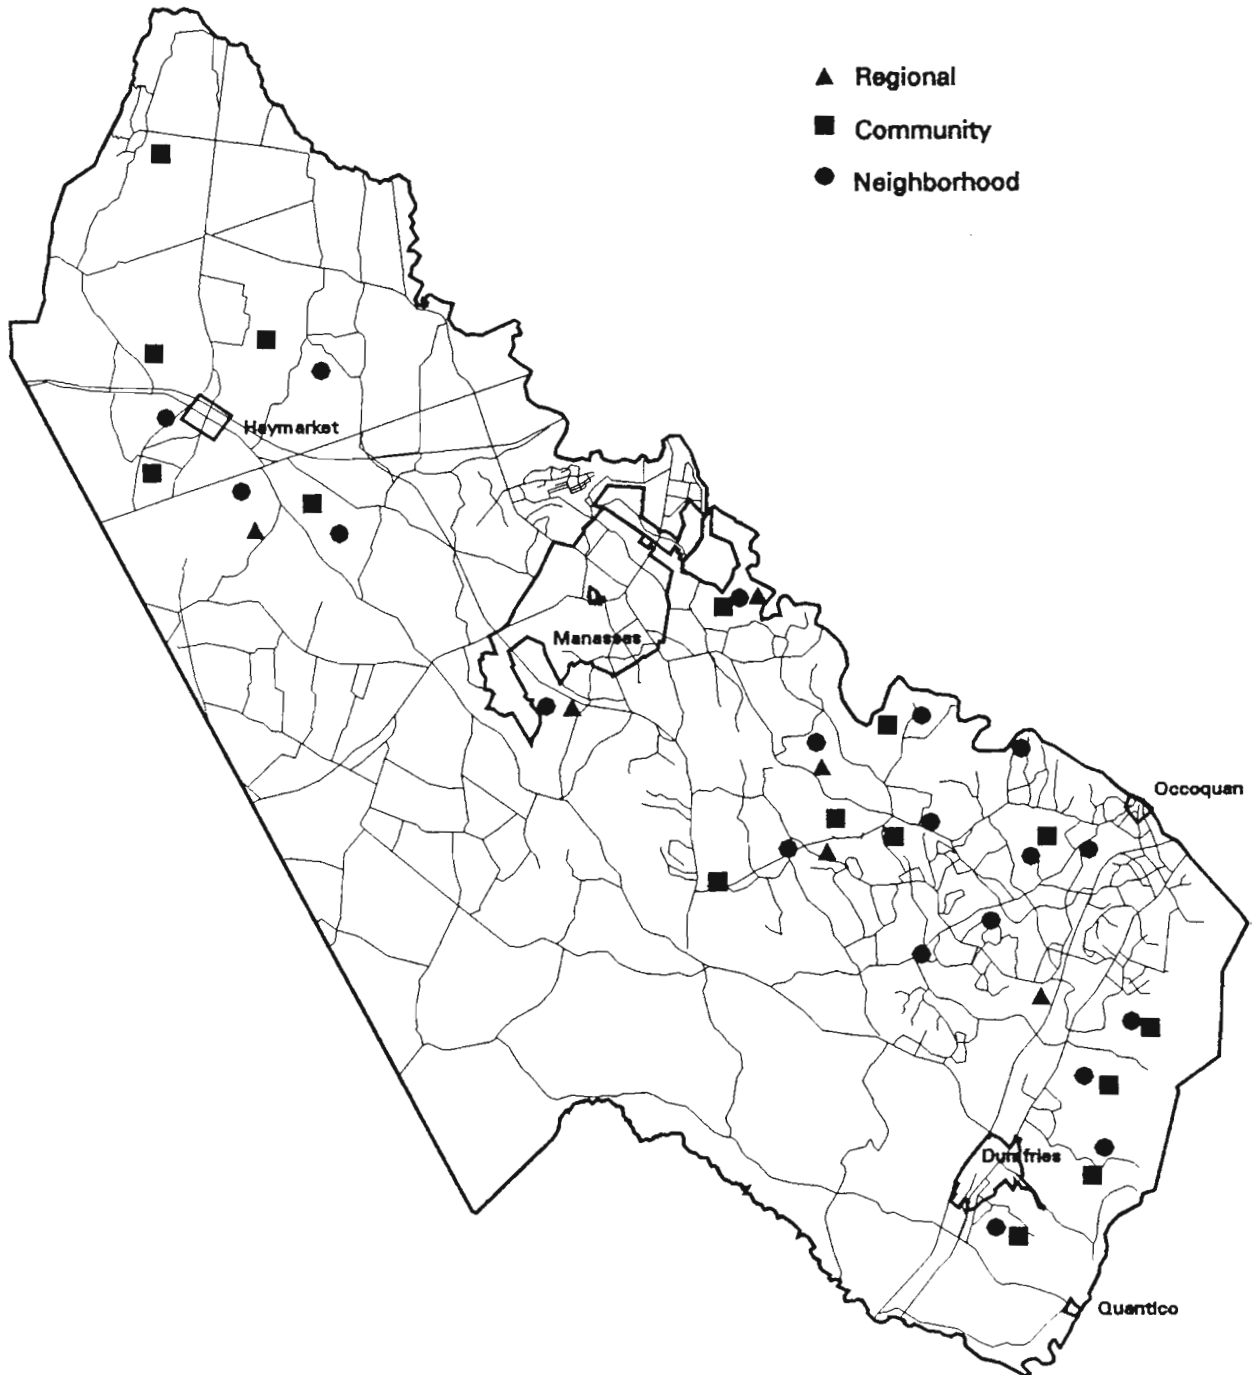 Regional
Community
Neighborhood
Haymarket
Manassas
Occoquan
Dumfries
Quantico